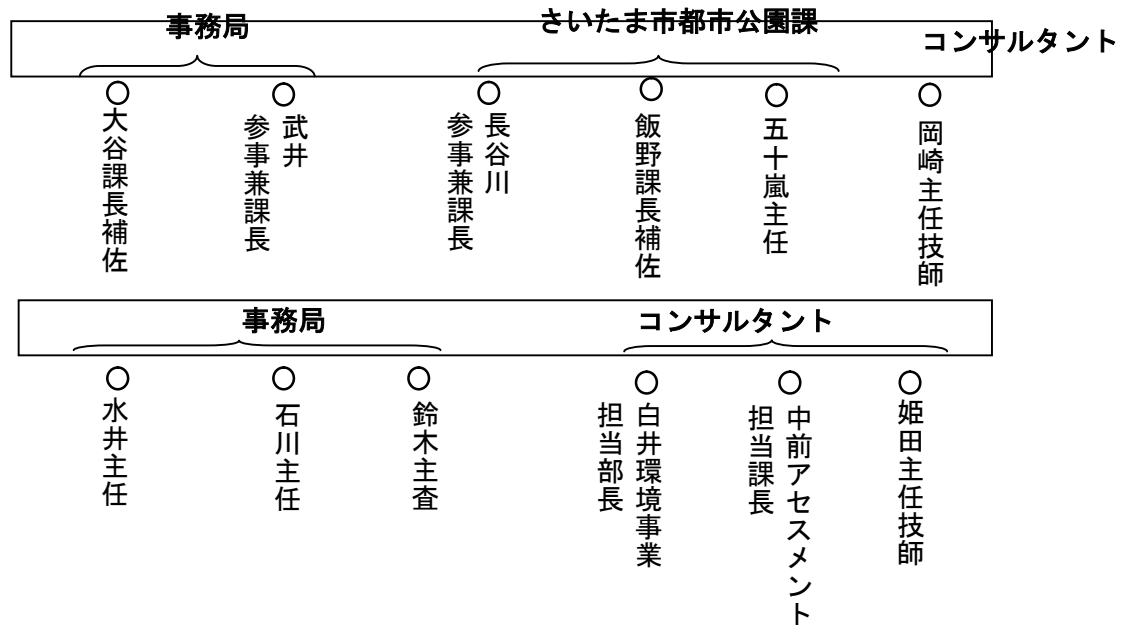 事務局
さいたま市都市公園課
コンサルタント
○
○
○
○
○
○
大谷課長補佐
武井
参事兼課長
長谷川
参事兼課長
飯野課長補佐
五十嵐主任
岡崎主任技師
事務局
コンサルタント
○
○
○
○
○
○
水井主任
石川主任
鈴木主査
白井環境事業
担当部長
中前アセスメント
担当課長
姫田主任技師